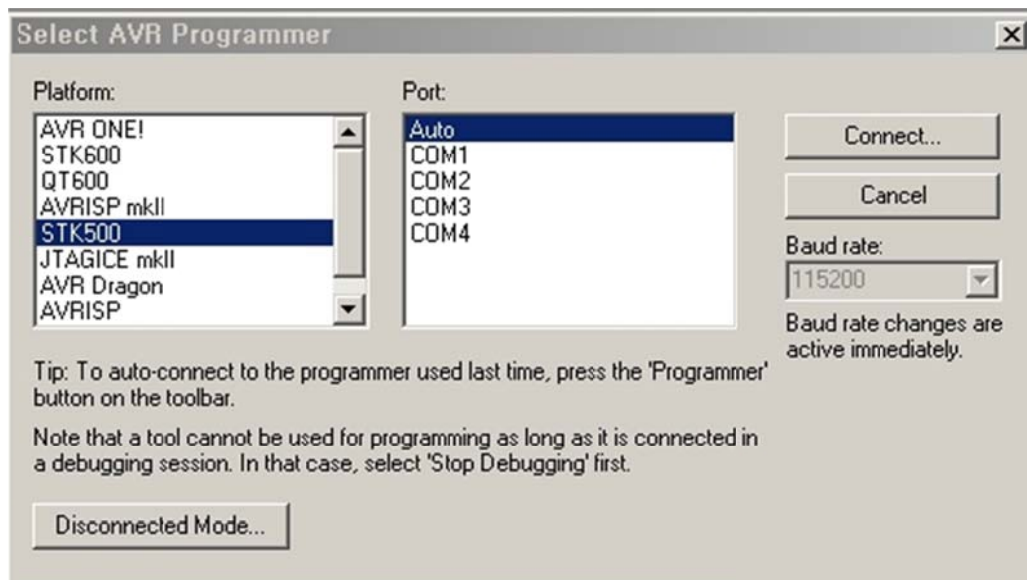 Select AVR Programmer
Platform:
AVR ONE!
STK600
QT600
AVRISP mkII
STK500
JTAGICE mkII
AVR Dragon
AVRISP
Port:
Auto
COM1
COM2
COM3
COM4
Connect...
Cancel
Baud rate:
115200
Baud rate changes are
active immediately.
Tip: To auto-connect to the programmer used last time, press the 'Programmer'
button on the toolbar.
Note that a tool cannot be used for programming as long as it is connected in
a debugging session. In that case, select 'Stop Debugging' first.
Disconnected Mode...